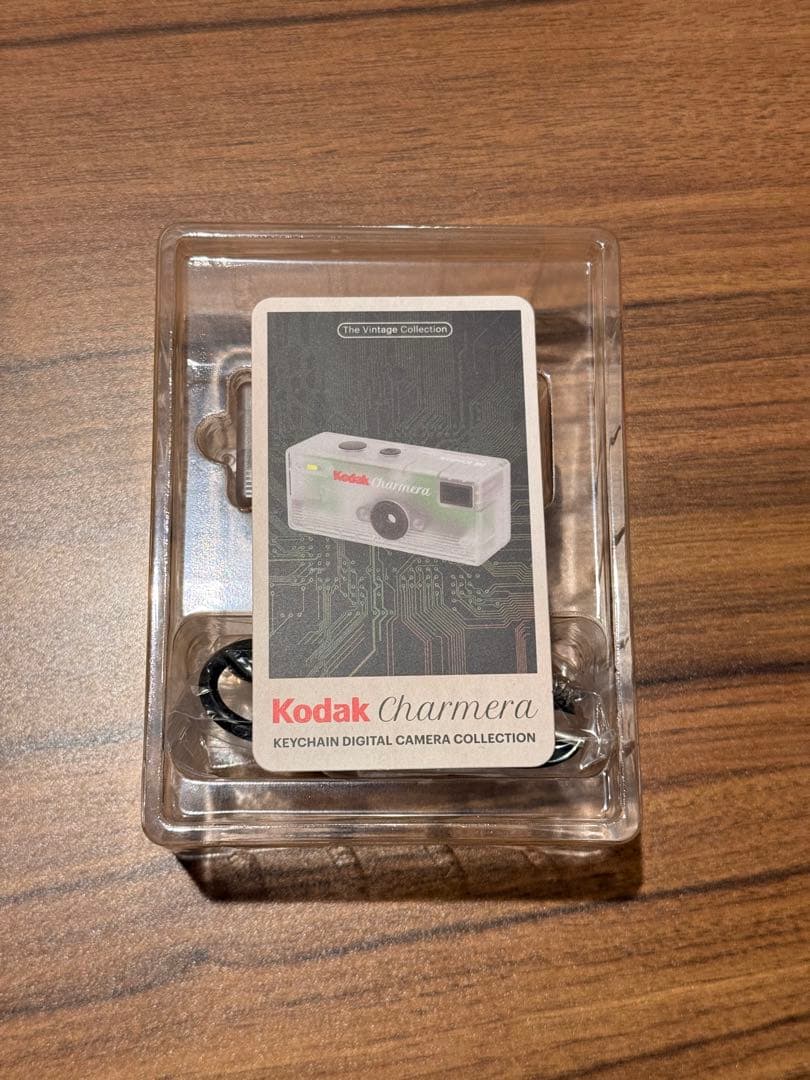 The Vintage Collection
Kodak Charmera
Kodak Charmera
KEYCHAIN DIGITAL CAMERA COLLECTION